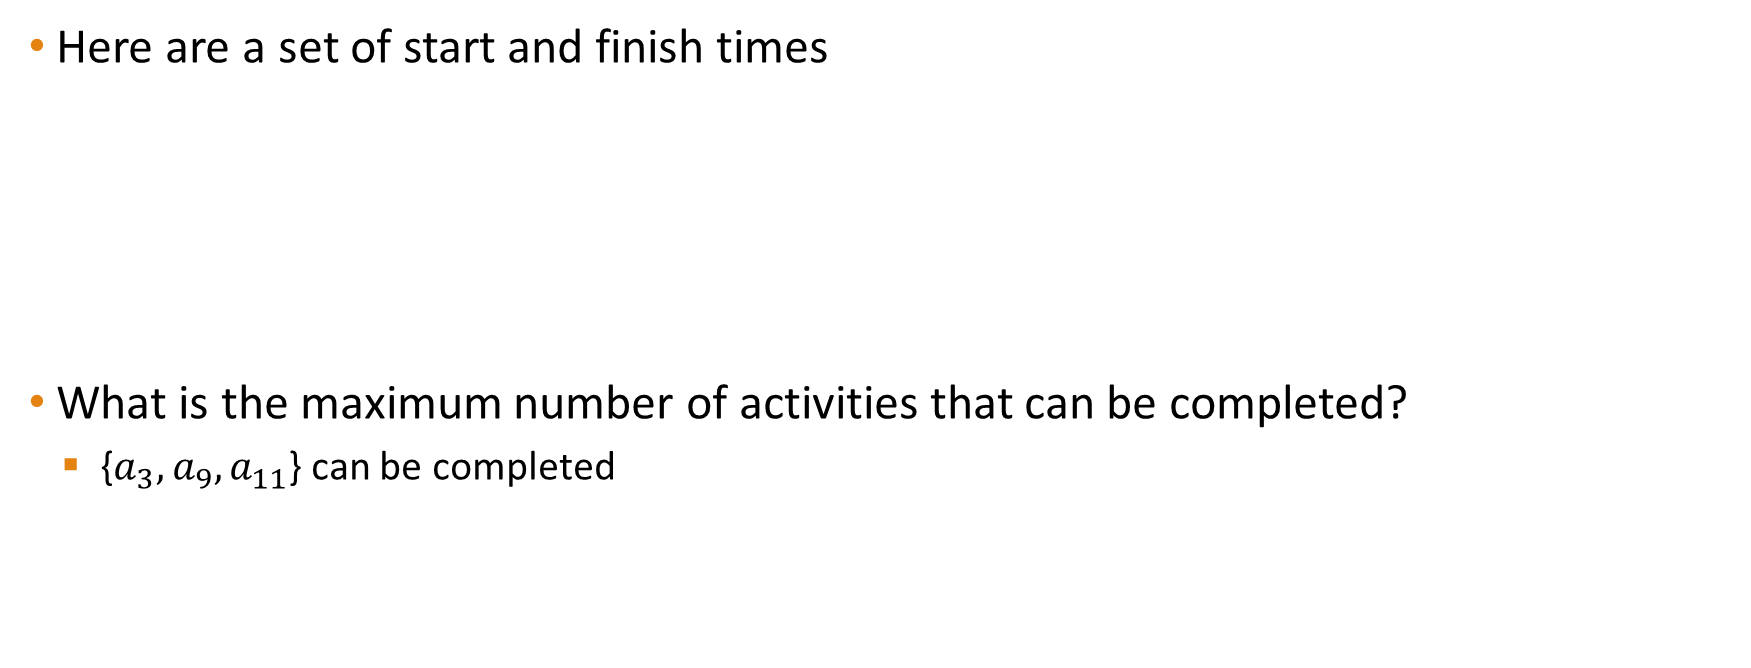 • Here are a set of start and finish times
• What is the maximum number of activities that can be completed?
▪ {𝑎₃, 𝑎₉, 𝑎₁₁} can be completed